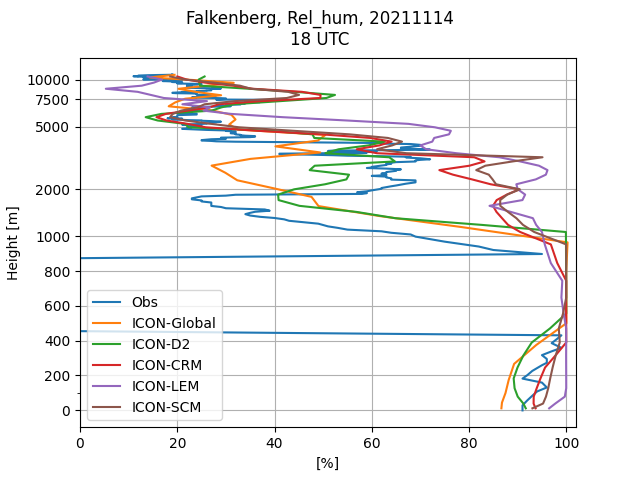 Falkenberg, Rel_hum, 20211114
18 UTC
Height [m]
10000
7500
5000
2000
1000
800
600
400
200
0
Obs
ICON-Global
ICON-D2
ICON-CRM
ICON-LEM
ICON-SCM
0 20 40 60 80 100
[%]